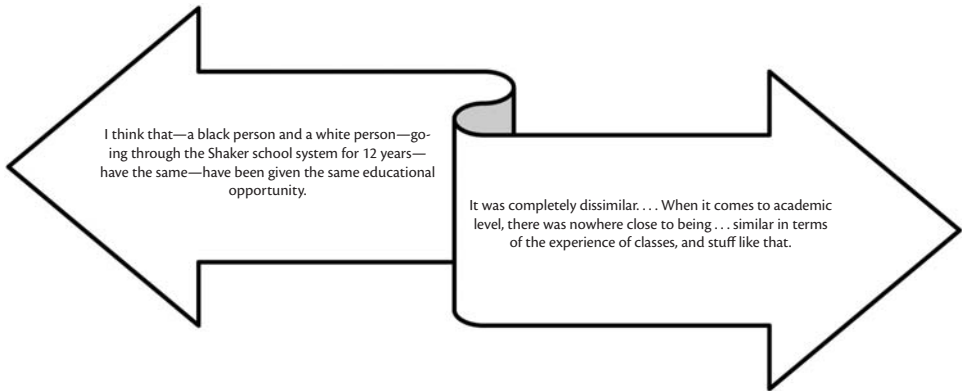 I think that—a black person and a white person—go-
ing through the Shaker school system for 12 years—
have the same—have been given the same educational
opportunity.
It was completely dissimilar. . . . When it comes to academic
level, there was nowhere close to being . . . similar in terms
of the experience of classes, and stuff like that.